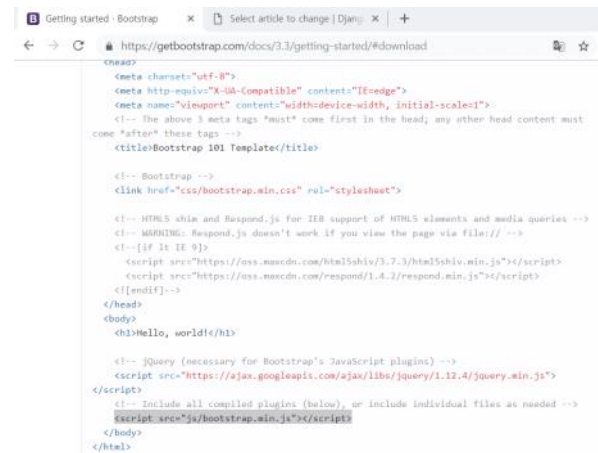 Getting started · Bootstrap
Select article to change | Djang
https://getbootstrap.com/docs/3.3/getting-started/#download
<head>
<meta charset="utf-8">
<meta http-equiv="X-UA-Compatible" content="IE=edge">
<meta name="viewport" content="width=device-width, initial-scale=1">
<!-- The above 3 meta tags *must* come first in the head; any other head content must
come *after* these tags -->
<title>Bootstrap 101 Template</title>
<!-- Bootstrap -->
<link href="css/bootstrap.min.css" rel="stylesheet">
<!-- HTML5 shim and Respond.js for IE8 support of HTML5 elements and media queries -->
<!-- WARNING: Respond.js doesn't work if you view the page via file:// -->
<!--[if lt IE 9]>
<script src="https://oss.maxcdn.com/html5shiv/3.7.3/html5shiv.min.js"></script>
<script src="https://oss.maxcdn.com/respond/1.4.2/respond.min.js"></script>
<![endif]-->
</head>
<body>
<h1>Hello, world!</h1>
<!-- jQuery (necessary for Bootstrap's JavaScript plugins) -->
<script src="https://ajax.googleapis.com/ajax/libs/jquery/1.12.4/jquery.min.js">
</script>
<!-- Include all compiled plugins (below), or include individual files as needed -->
<script src="js/bootstrap.min.js"></script>
</body>
</html>